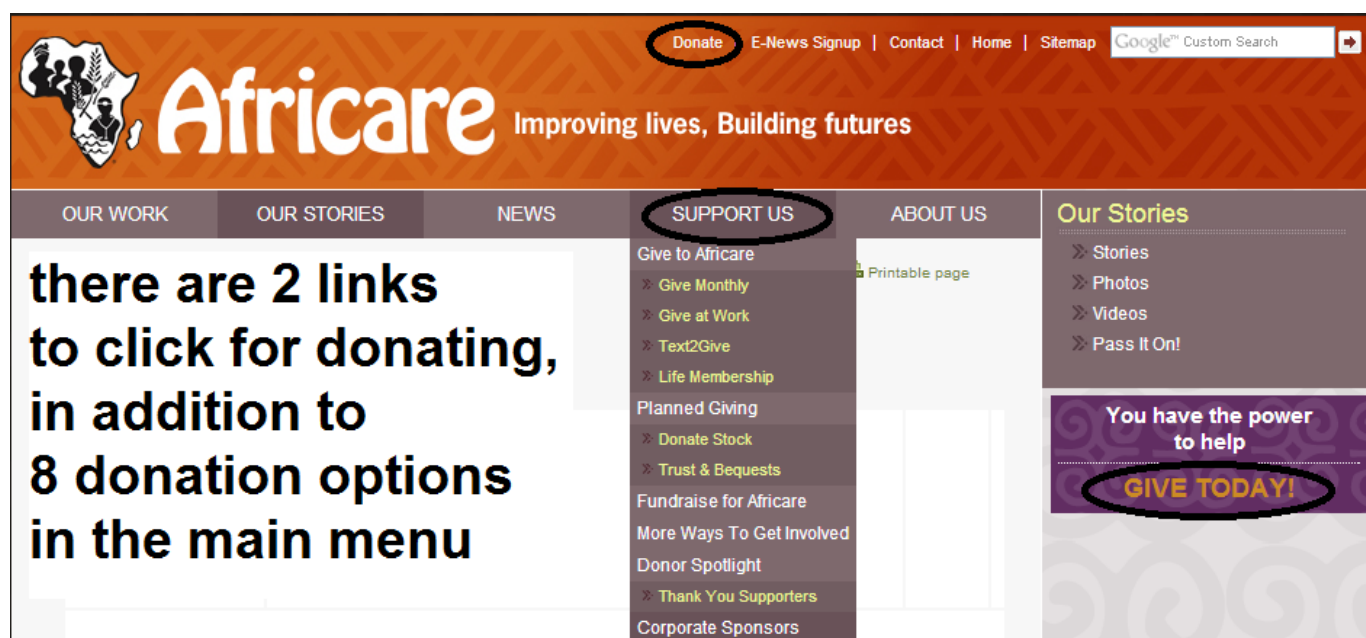 Donate E-News Signup | Contact | Home | Sitemap Google™ Custom Search
Africare Improving lives, Building futures
OUR WORK OUR STORIES NEWS SUPPORT US ABOUT US
there are 2 links
to click for donating,
in addition to
8 donation options
in the main menu
Give to Africare
Give Monthly
Give at Work
Text2Give
Life Membership
Planned Giving
Donate Stock
Trust & Bequests
Fundraise for Africare
More Ways To Get Involved
Donor Spotlight
Thank You Supporters
Corporate Sponsors
Printable page
Our Stories
Stories
Photos
Videos
Pass It On!
You have the power
to help
GIVE TODAY!